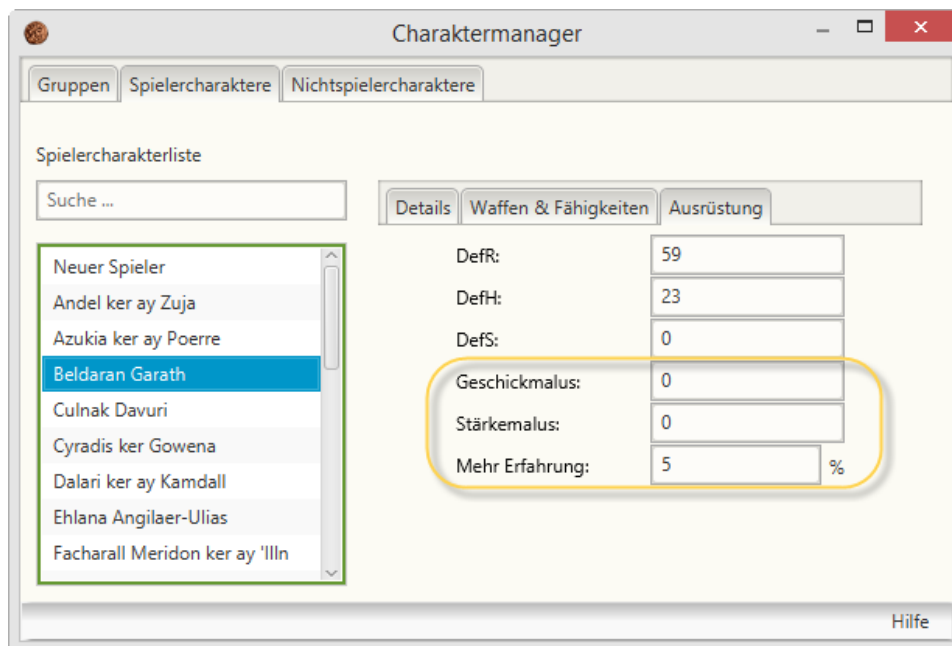 Charaktermanager
Gruppen Spielercharaktere Nichtspielercharaktere
Spielercharakterliste
Suche ...
Neuer Spieler
Andel ker ay Zuja
Azukia ker ay Poerre
Beldaran Garath
Culnak Davuri
Cyradis ker Gowena
Dalari ker ay Kamdall
Ehlana Angilaer-Ulias
Facharall Meridon ker ay 'Illn
Details Waffen & Fähigkeiten Ausrüstung
DefR: 59
DefH: 23
DefS: 0
Geschickmalus: 0
Stärkemalus: 0
Mehr Erfahrung: 5 %
Hilfe